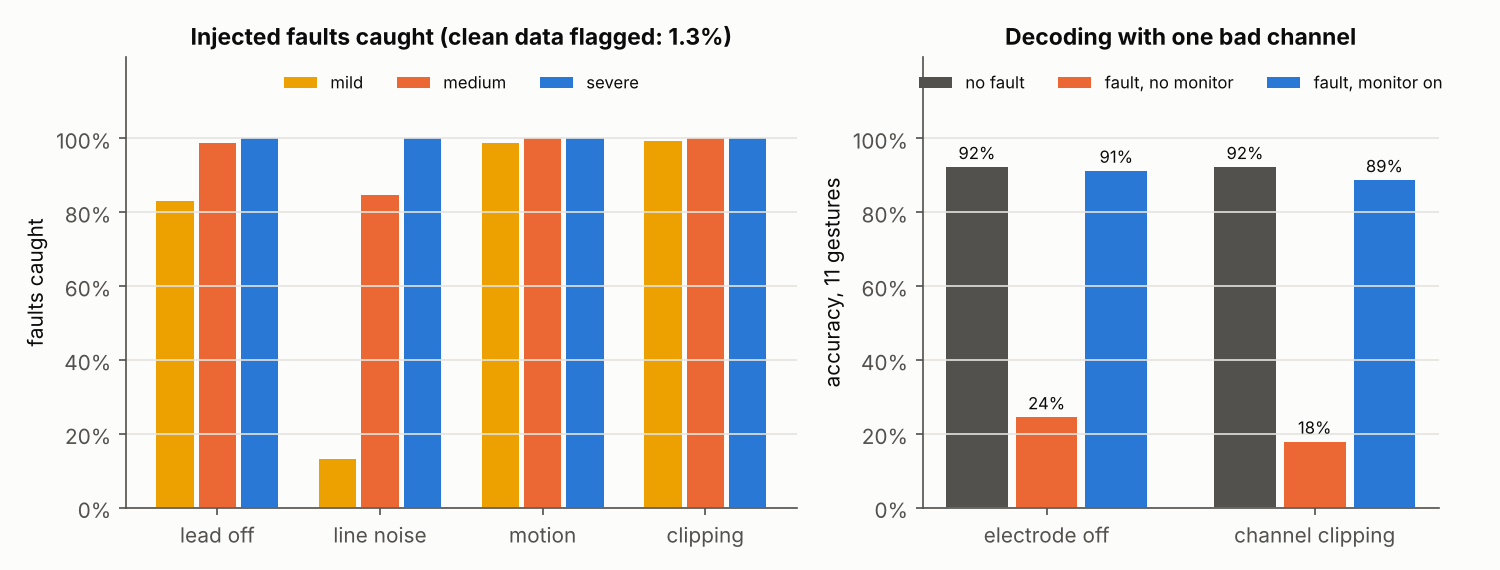 Injected faults caught (clean data flagged: 1.3%)
mild
medium
severe
100%
80%
60%
40%
20%
0%
faults caught
lead off
line noise
motion
clipping
Decoding with one bad channel
no fault
fault, no monitor
fault, monitor on
100%
80%
60%
40%
20%
0%
accuracy, 11 gestures
92%
24%
91%
92%
18%
89%
electrode off
channel clipping